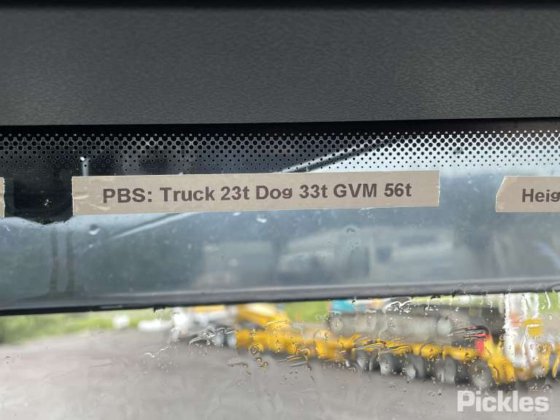 PBS: Truck 23t Dog 33t GVM 56t
Heig
Pickles